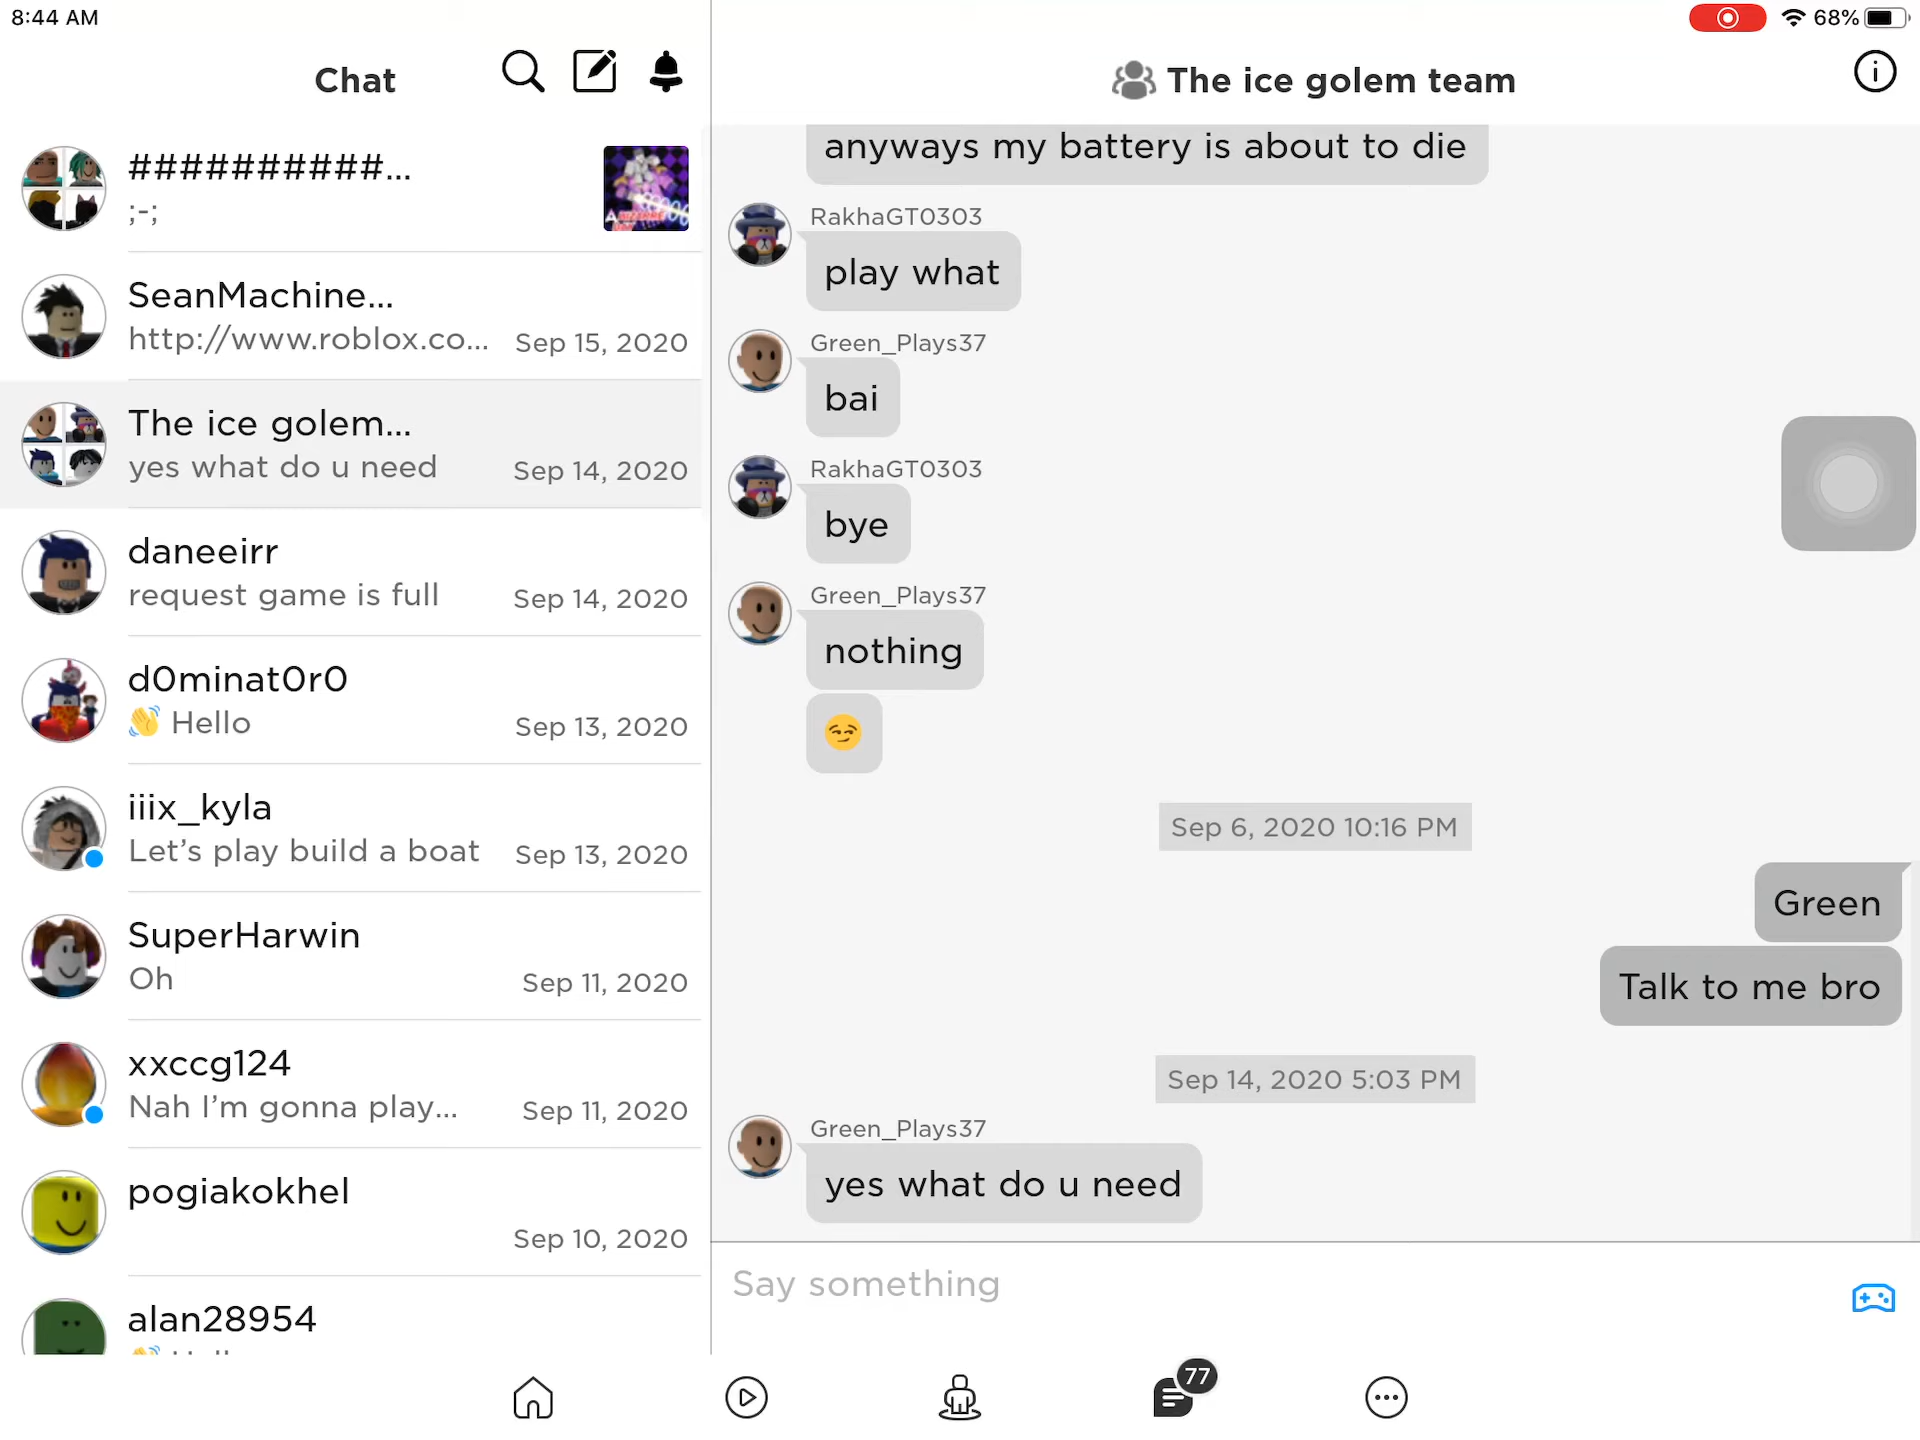 8:44 AM
68%
Chat
The ice golem team
##########...
;-;
SeanMachine...
http://www.roblox.co...
Sep 15, 2020
The ice golem...
yes what do u need
Sep 14, 2020
daneeirr
request game is full
Sep 14, 2020
d0minat0r0
👋 Hello
Sep 13, 2020
iiix_kyla
Let’s play build a boat
Sep 13, 2020
SuperHarwin
Oh
Sep 11, 2020
xxccg124
Nah I’m gonna play...
Sep 11, 2020
pogiakokhel
Sep 10, 2020
alan28954
anyways my battery is about to die
RakhaGT0303
play what
Green_Plays37
bai
RakhaGT0303
bye
Green_Plays37
nothing
😏
Sep 6, 2020 10:16 PM
Green
Talk to me bro
Sep 14, 2020 5:03 PM
Green_Plays37
yes what do u need
Say something
77